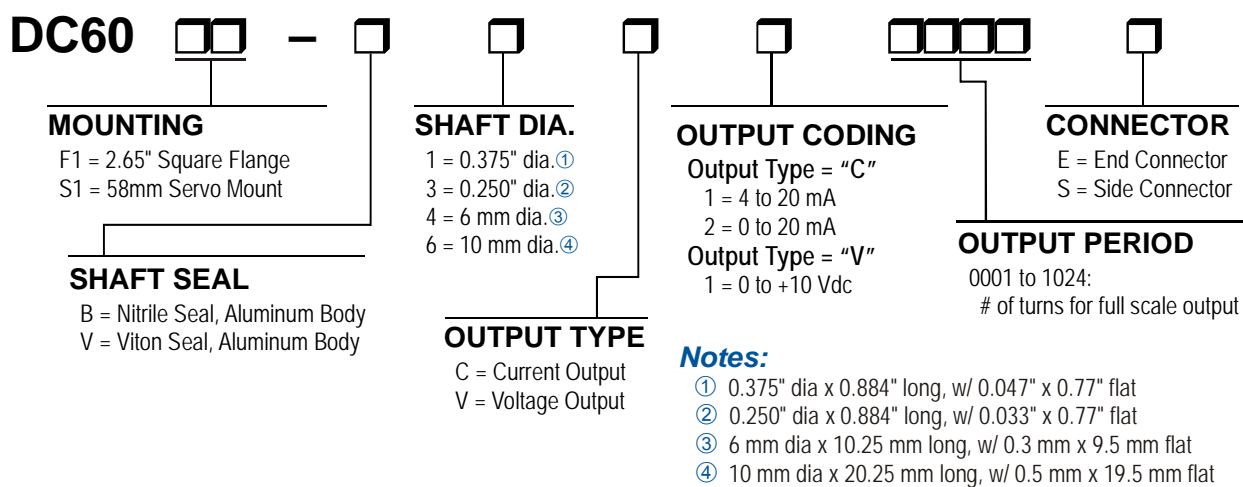 DC60 □□ – □ □ □ □ □□□□ □
MOUNTING
F1 = 2.65" Square Flange
S1 = 58mm Servo Mount
SHAFT SEAL
B = Nitrile Seal, Aluminum Body
V = Viton Seal, Aluminum Body
SHAFT DIA.
1 = 0.375" dia.①
3 = 0.250" dia.②
4 = 6 mm dia.③
6 = 10 mm dia.④
OUTPUT TYPE
C = Current Output
V = Voltage Output
OUTPUT CODING
Output Type = “C”
1 = 4 to 20 mA
2 = 0 to 20 mA
Output Type = “V”
1 = 0 to +10 Vdc
OUTPUT PERIOD
0001 to 1024:
# of turns for full scale output
CONNECTOR
E = End Connector
S = Side Connector
Notes:
① 0.375" dia x 0.884" long, w/ 0.047" x 0.77" flat
② 0.250" dia x 0.884" long, w/ 0.033" x 0.77" flat
③ 6 mm dia x 10.25 mm long, w/ 0.3 mm x 9.5 mm flat
④ 10 mm dia x 20.25 mm long, w/ 0.5 mm x 19.5 mm flat